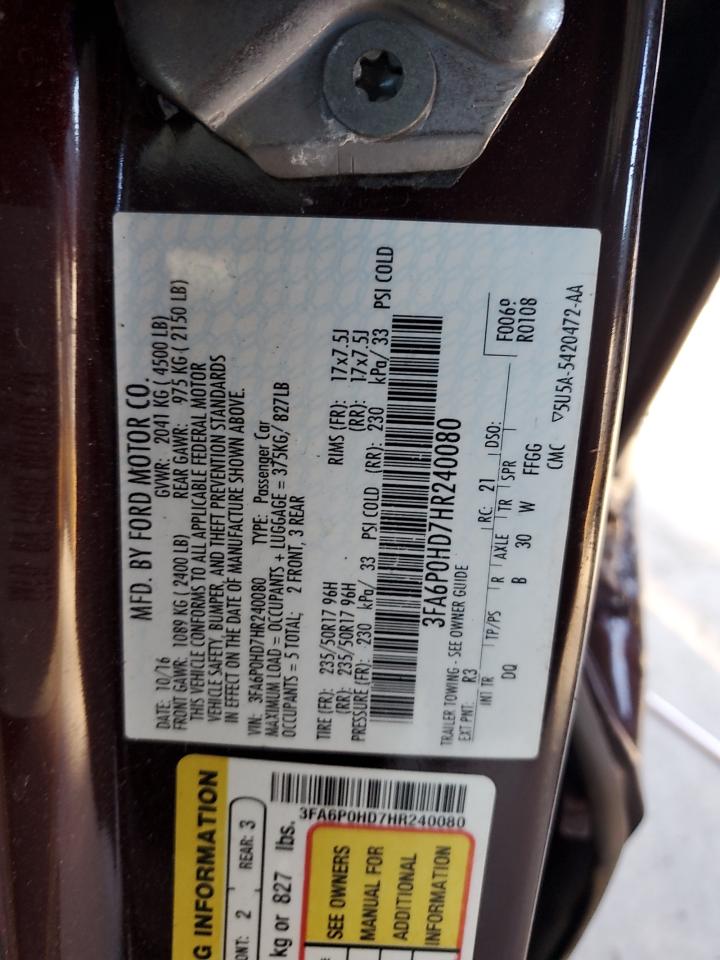 MFD. BY FORD MOTOR CO.
DATE: 10/16 GVWR: 2041 KG ( 4500 LB)
FRONT GAWR: 1089 KG (2400 LB) REAR GAWR: 975 KG ( 2150 LB)
THIS VEHICLE CONFORMS TO ALL APPLICABLE FEDERAL MOTOR
VEHICLE SAFETY, BUMPER, AND THEFT PREVENTION STANDARDS
IN EFFECT ON THE DATE OF MANUFACTURE SHOWN ABOVE.
VIN: 3FA6P0HD7HR240080 TYPE: Passenger Car
MAXIMUM LOAD = OCCUPANTS + LUGGAGE = 375KG/ 827LB
OCCUPANTS = 5 TOTAL; 2 FRONT, 3 REAR
TIRE (FR): 235/50R17 96H RIMS (FR): 17x7.5J
(RR): 235/50R17 96H (RR): 17x7.5J
PRESSURE (FR): 230 kPa/ 33 PSI COLD (RR): 230 kPa/ 33 PSI COLD
3FA6P0HD7HR240080
TRAILER TOWING - SEE OWNER GUIDE
EXT PNT: R3 RC: 21 DSO: F0069
R0108
INT TR TP/PS R AXLE TR SPR
DQ B 30 W FFGG
CMC 5U5A-5420472-AA
G INFORMATION
ONT: 2 REAR: 3
kg or 827 lbs.
3FA6P0HD7HR240080
SEE OWNERS
MANUAL FOR
ADDITIONAL
INFORMATION